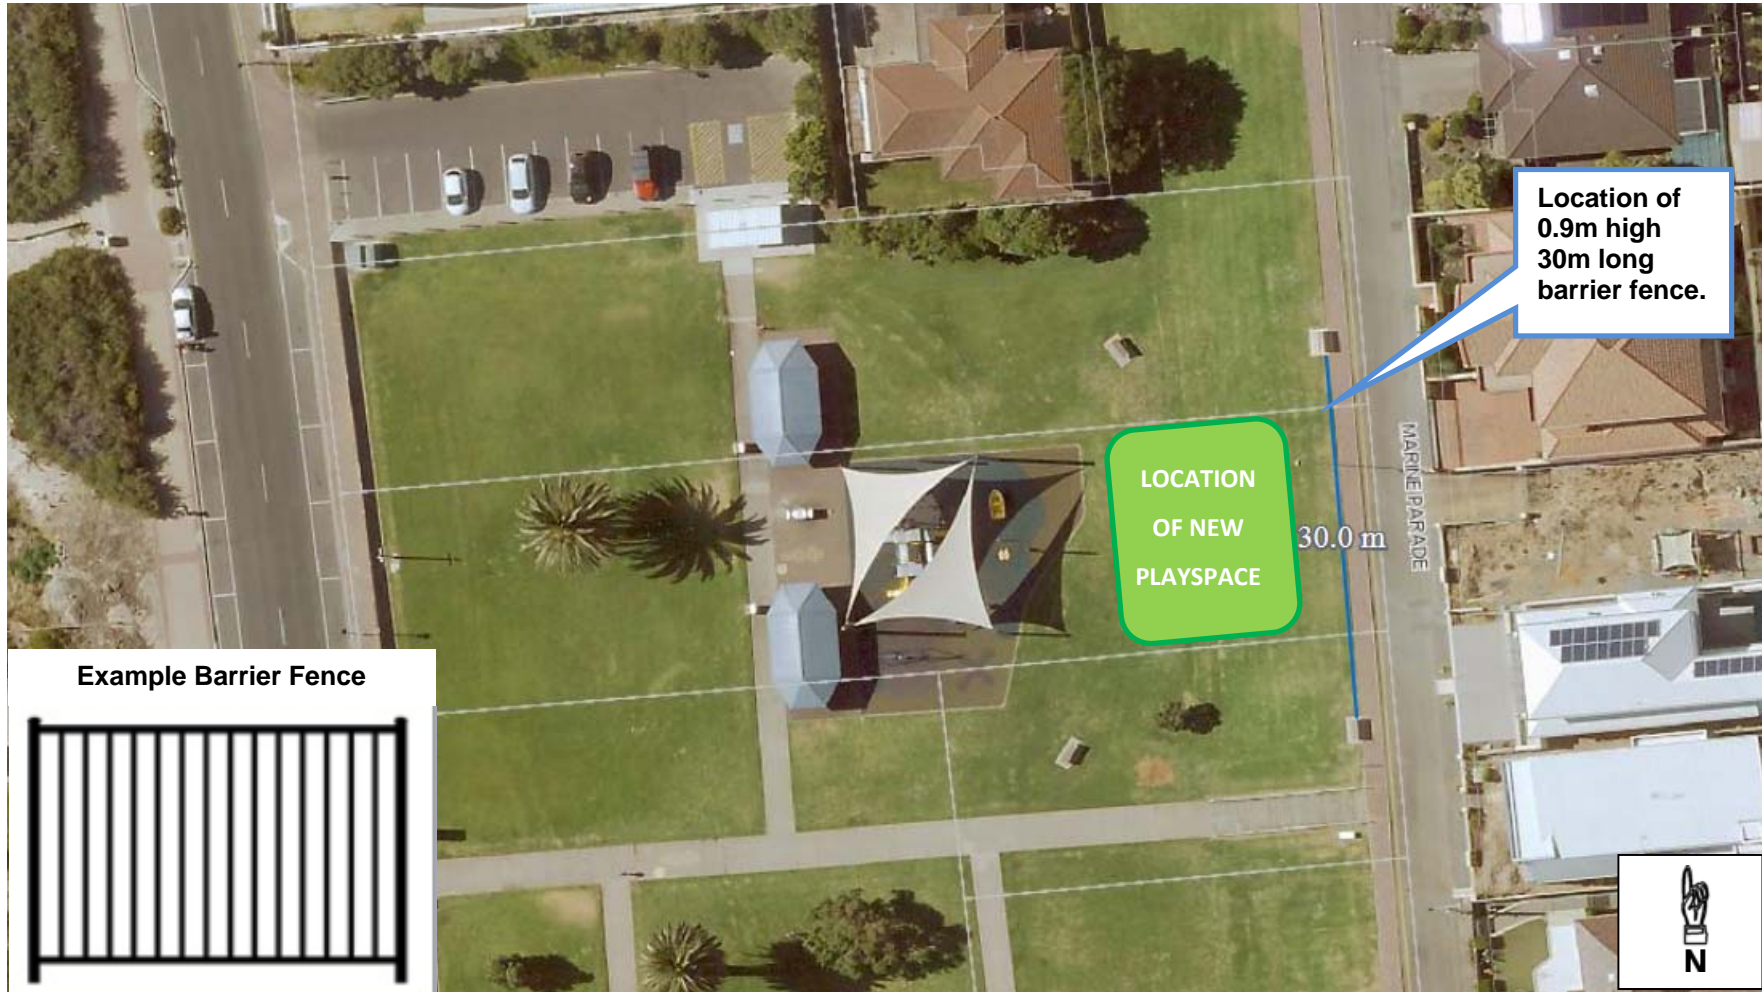 Location of
0.9m high
30m long
barrier fence.
LOCATION
OF NEW
PLAYSPACE
30.0 m
MARINE PARADE
Example Barrier Fence
N